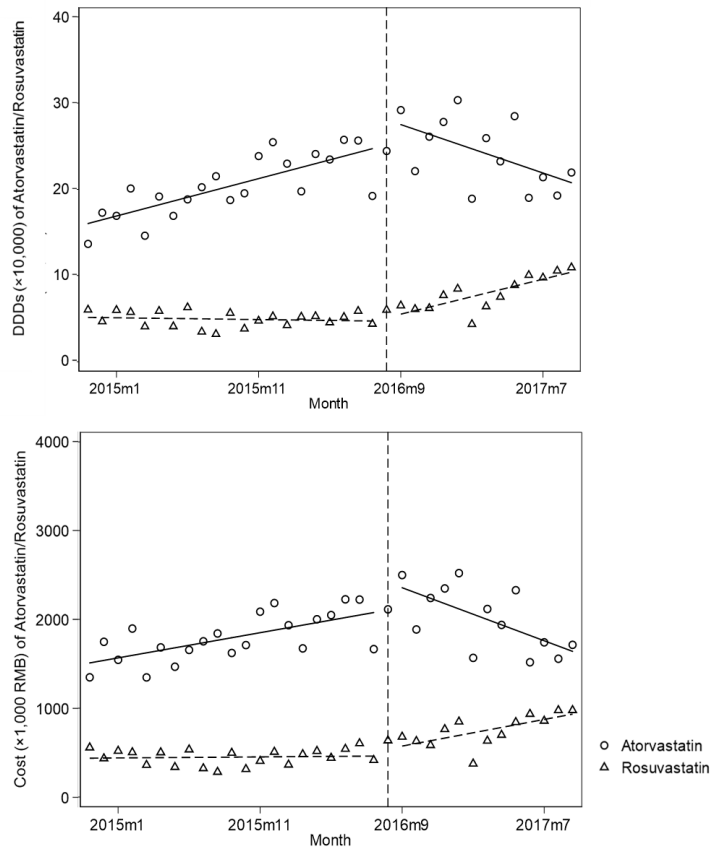 DDDs (×10,000) of Atorvastatin/Rosuvastatin
40
30
20
10
0
2015m1 2015m11 2016m9 2017m7
Month
Cost (×1,000 RMB) of Atorvastatin/Rosuvastatin
4000
3000
2000
1000
0
2015m1 2015m11 2016m9 2017m7
Month
Atorvastatin
Rosuvastatin